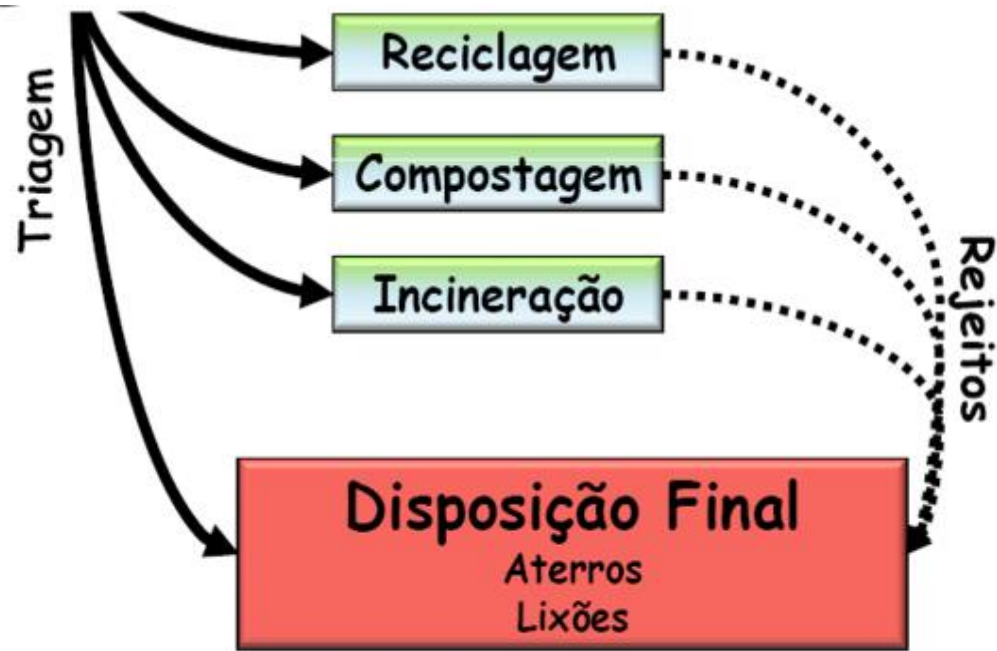 Triagem
Reciclagem
Compostagem
Incineração
Rejeitos
Disposição Final
Aterros
Lixões